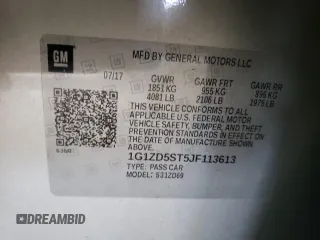 GM
MFD BY GENERAL MOTORS LLC
07/17
GVWR GAWR FRT GAWR RR
1851 KG 955 KG 896 KG
4081 LB 2106 LB 1975 LB
THIS VEHICLE CONFORMS TO ALL
APPLICABLE U.S. FEDERAL MOTOR
VEHICLE SAFETY, BUMPER, AND THEFT
PREVENTION STANDARDS IN EFFECT ON
THE DATE OF MANUFACTURE SHOWN ABOVE.
1G1ZD5ST5JF113613
TYPE: PASS CAR
MODEL:
DREAMBID
DREAMBID.COM